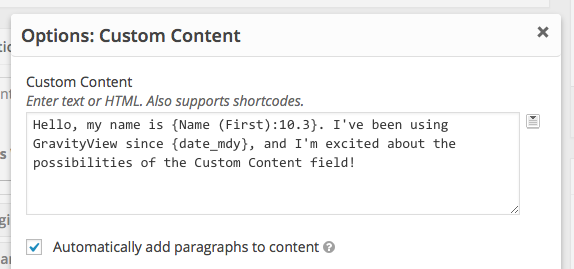 Options: Custom Content
Custom Content
Enter text or HTML. Also supports shortcodes.
Hello, my name is {Name (First):10.3}. I've been using
GravityView since {date_mdy}, and I'm excited about the
possibilities of the Custom Content field!
Automatically add paragraphs to content